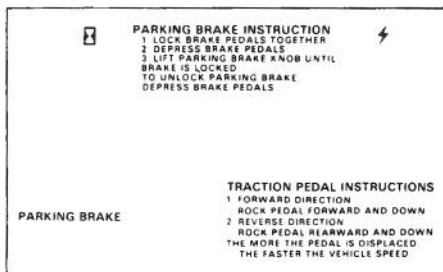 PARKING BRAKE INSTRUCTION
1 LOCK BRAKE PEDALS TOGETHER
2 DEPRESS BRAKE PEDALS
3 LIFT PARKING BRAKE KNOB UNTIL
BRAKE IS LOCKED
TO UNLOCK PARKING BRAKE
DEPRESS BRAKE PEDALS
TRACTION PEDAL INSTRUCTIONS
1 FORWARD DIRECTION
ROCK PEDAL FORWARD AND DOWN
2 REVERSE DIRECTION
ROCK PEDAL REARWARD AND DOWN
THE MORE THE PEDAL IS DISPLACED
THE FASTER THE VEHICLE SPEED
PARKING BRAKE